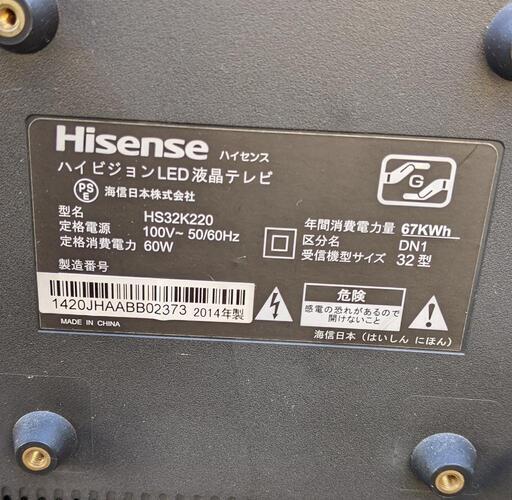 Hisense ハイセンス
ハイビジョンLED液晶テレビ
PSE 海信日本株式会社
G
型名 HS32K220
定格電源 100V~ 50/60Hz
定格消費電力 60W
年間消費電力量 67KWh
区分名 DN1
受信機型サイズ 32型
製造番号
1420JHAABB02373 2014年製
MADE IN CHINA
危険
感電の恐れがあるので
開けないこと
海信日本(はいしん にほん)